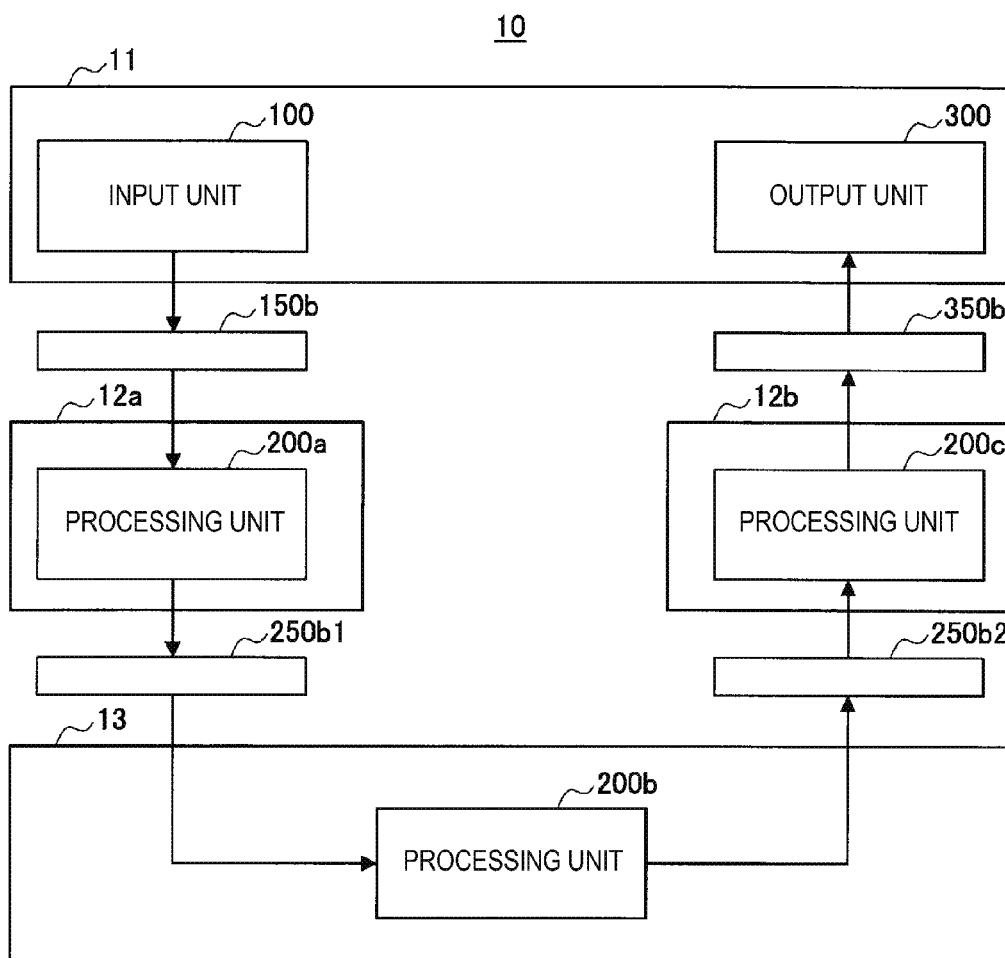 10
11
100
300
INPUT UNIT
OUTPUT UNIT
150b
350b
12a
12b
200a
200c
PROCESSING UNIT
PROCESSING UNIT
250b1
250b2
13
200b
PROCESSING UNIT